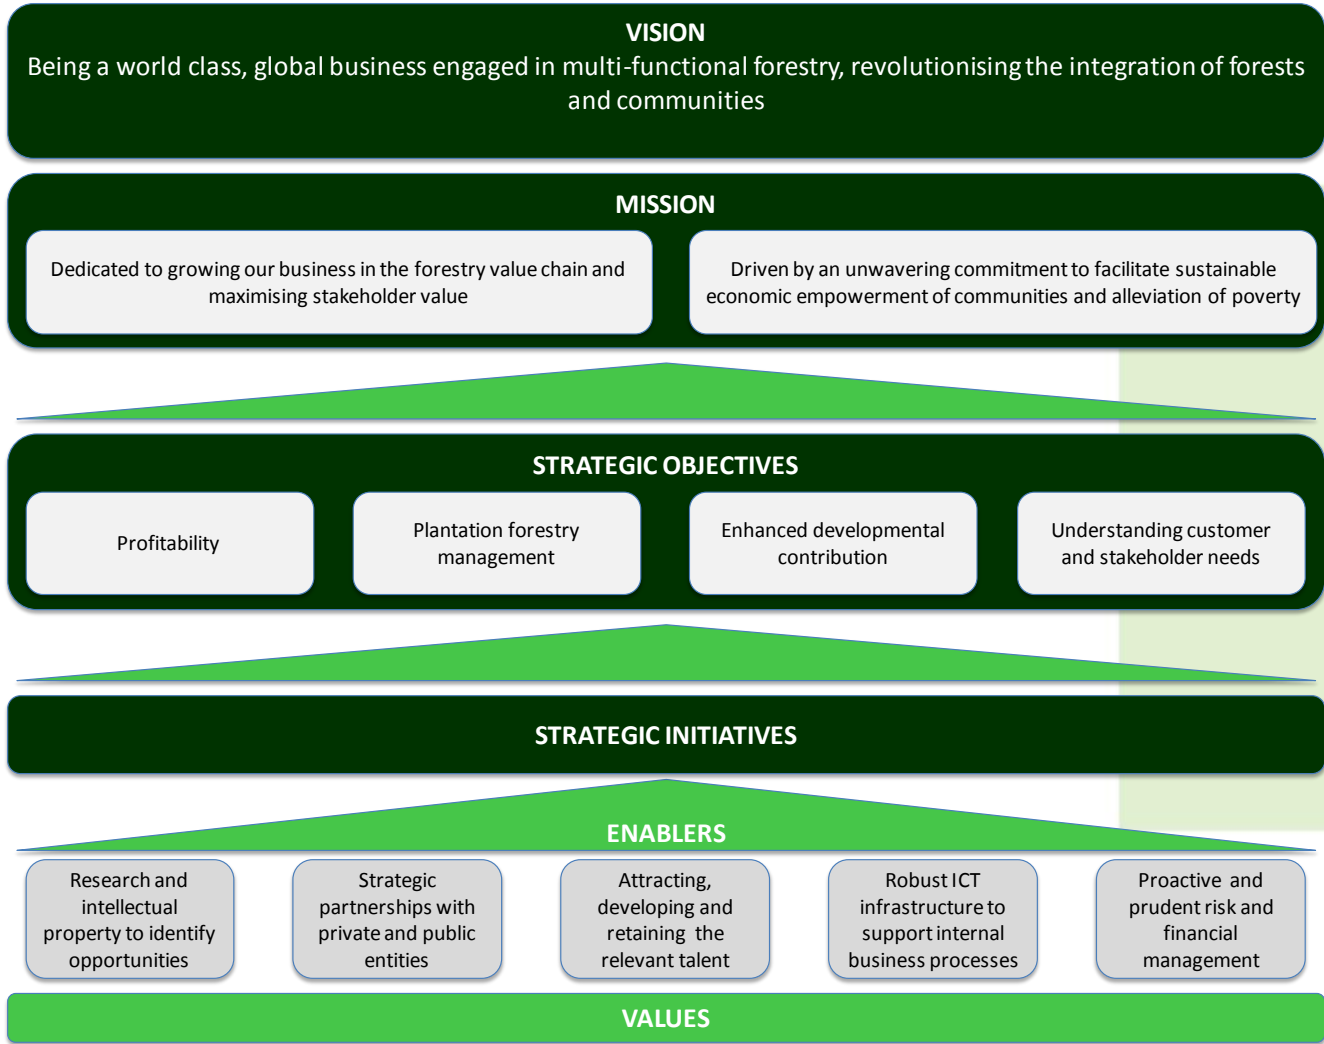 VISION
Being a world class, global business engaged in multi-functional forestry, revolutionising the integration of forests
and communities
MISSION
Dedicated to growing our business in the forestry value chain and
maximising stakeholder value
Driven by an unwavering commitment to facilitate sustainable
economic empowerment of communities and alleviation of poverty
STRATEGIC OBJECTIVES
Profitability
Plantation forestry
management
Enhanced developmental
contribution
Understanding customer
and stakeholder needs
STRATEGIC INITIATIVES
ENABLERS
Research and
intellectual
property to identify
opportunities
Strategic
partnerships with
private and public
entities
Attracting,
developing and
retaining the
relevant talent
Robust ICT
infrastructure to
support internal
business processes
Proactive and
prudent risk and
financial
management
VALUES